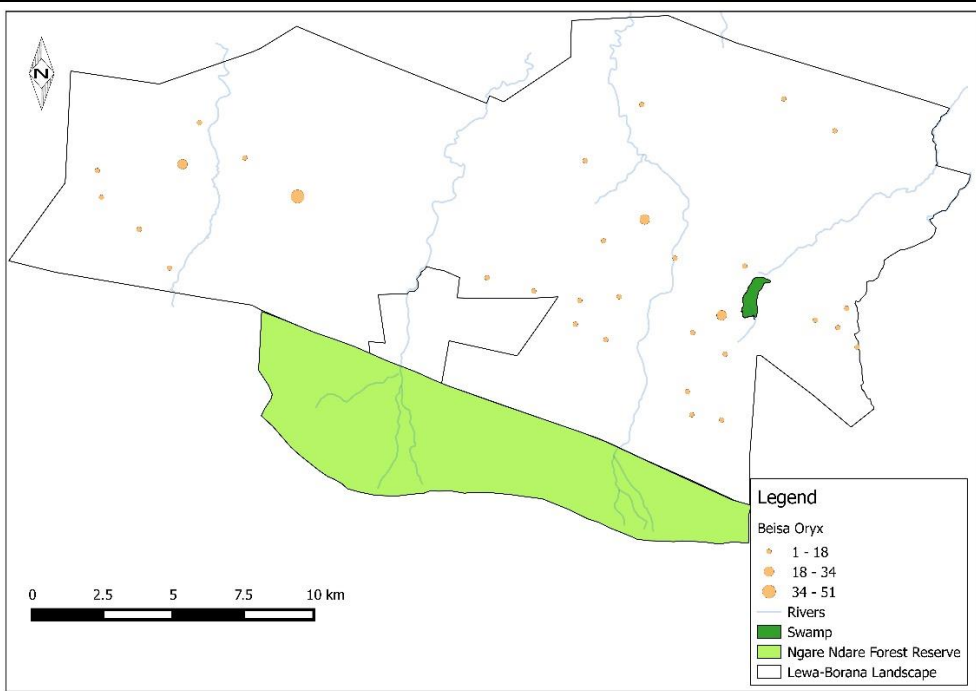 N
0 2.5 5 7.5 10 km
Legend
Beisa Oryx
1 - 18
18 - 34
34 - 51
Rivers
Swamp
Ngare Ndare Forest Reserve
Lewa-Borana Landscape